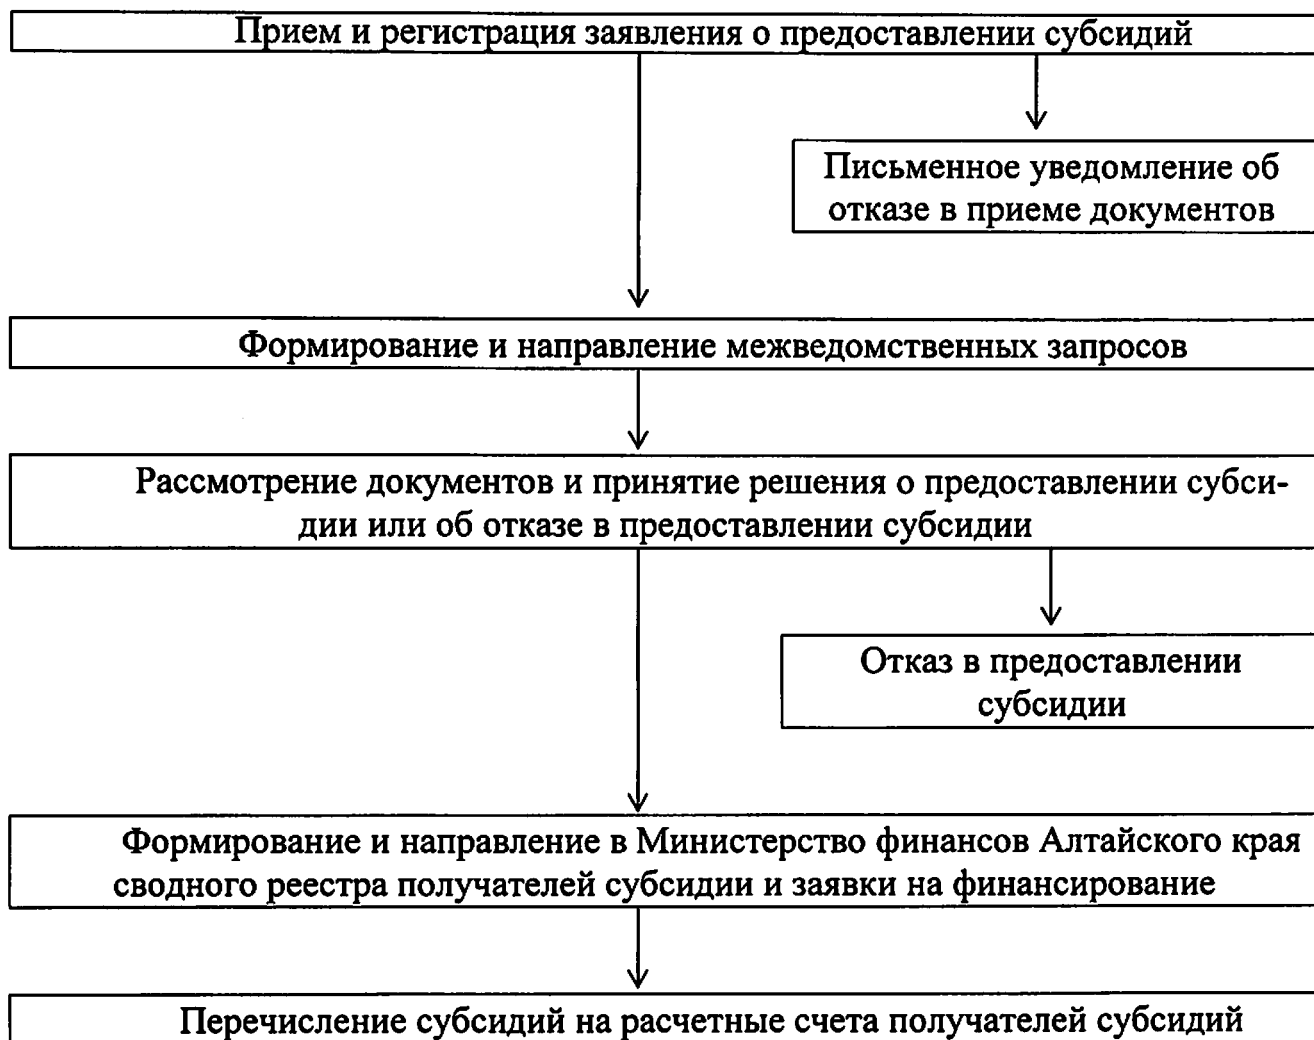 Прием и регистрация заявления о предоставлении субсидий
Письменное уведомление об
отказе в приеме документов
Формирование и направление межведомственных запросов
Рассмотрение документов и принятие решения о предоставлении субси-
дии или об отказе в предоставлении субсидии
Отказ в предоставлении
субсидии
Формирование и направление в Министерство финансов Алтайского края
сводного реестра получателей субсидии и заявки на финансирование
Перечисление субсидий на расчетные счета получателей субсидий